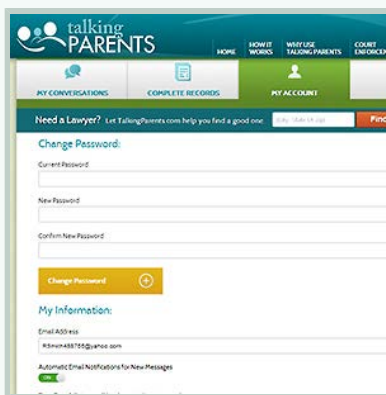 talking
PARENTS
HOME
HOW IT
WORKS
WHY USE
TALKING PARENTS
COURT
ENFORCE
MY CONVERSATIONS
COMPLETE RECORDS
MY ACCOUNT
Need a Lawyer? Let TalkingParents.com help you find a good one. Find
Change Password:
Current Password
New Password
Confirm New Password
Change Password
My Information:
Email Address
Automatic Email Notifications for New Messages
ON